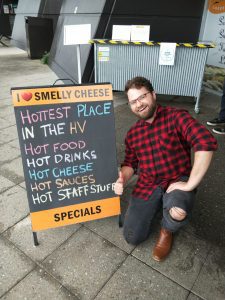 I ♥ SMELLY CHEESE
HOTTEST PLACE
IN THE HV
HOT FOOD
HOT DRINKS
HOT CHEESE
HOT SAUCES
HOT STAFF STUFF
SPECIALS